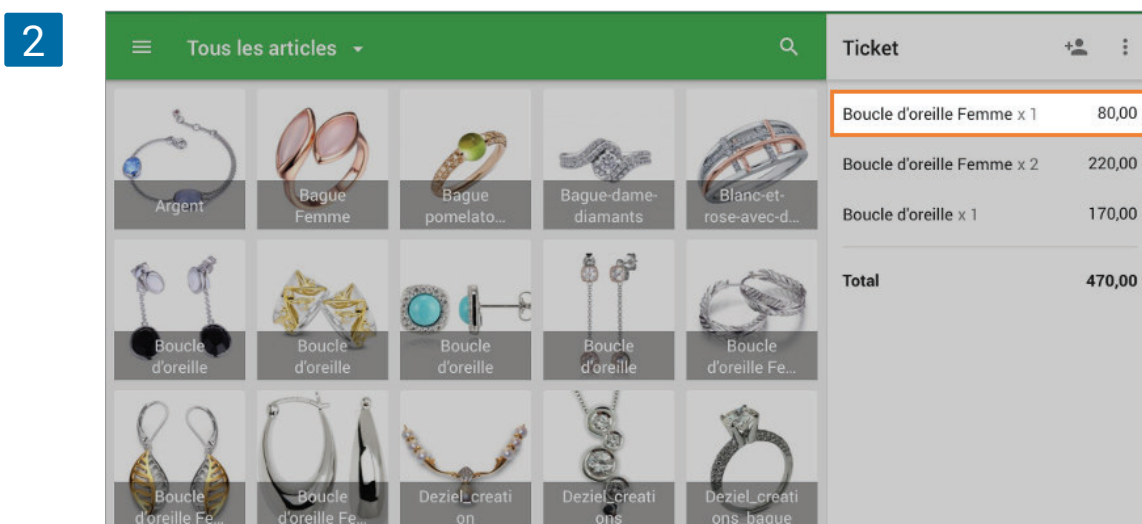 2
Tous les articles
Ticket
Boucle d'oreille Femme x 1 80,00
Boucle d'oreille Femme x 2 220,00
Boucle d'oreille x 1 170,00
Total 470,00
Argent
Bague
Femme
Bague
pomelato...
Bague-dame-
diamants
Blanc-et-
rose-avec-d...
Boucle
d'oreille
Boucle
d'oreille
Boucle
d'oreille
Boucle
d'oreille
Boucle
d'oreille Fe...
Boucle
d'oreille Fe...
Boucle
d'oreille Fe...
Deziel_creati
on
Deziel_creati
ons
Deziel_creati
ons_bague